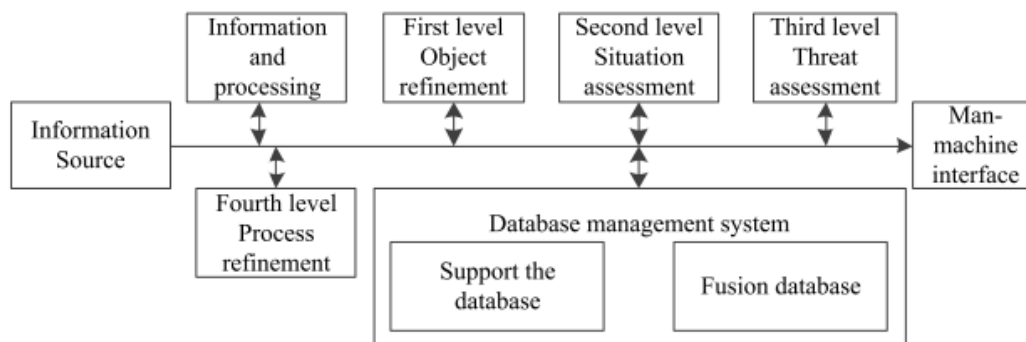 Information
and
processing
First level
Object
refinement
Second level
Situation
assessment
Third level
Threat
assessment
Information
Source
Man-
machine
interface
Fourth level
Process
refinement
Database management system
Support the
database
Fusion database